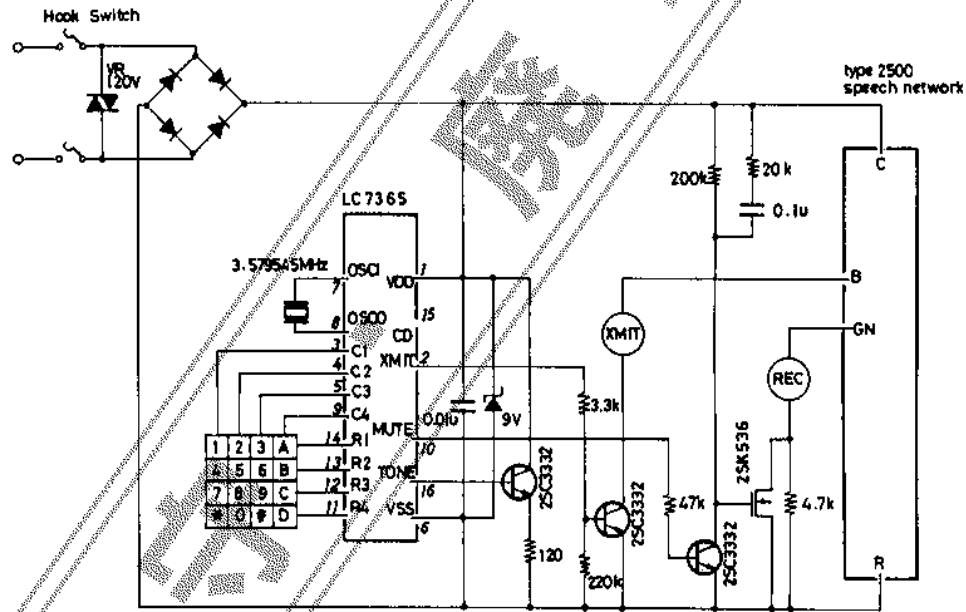 Hook Switch
VR
120V
type 2500
speech network
C
200k
20k
0.1u
LC7365
3.579545MHz
OSCI
7
VDD
1
15
OSCO
8
CD
C1
3
XMIT
2
C2
4
C3
5
C4
9
B
XMIT
GN
REC
3.3k
0.01u
9V
MUTE
10
1 2 3 A
4 5 6 B
7 8 9 C
* 0 # D
14
R1
13
R2
12
R3
11
R4
TONE
16
VSS
6
2SC3332
120
2SC3332
220k
47k
2SC3332
2SK536
4.7k
R